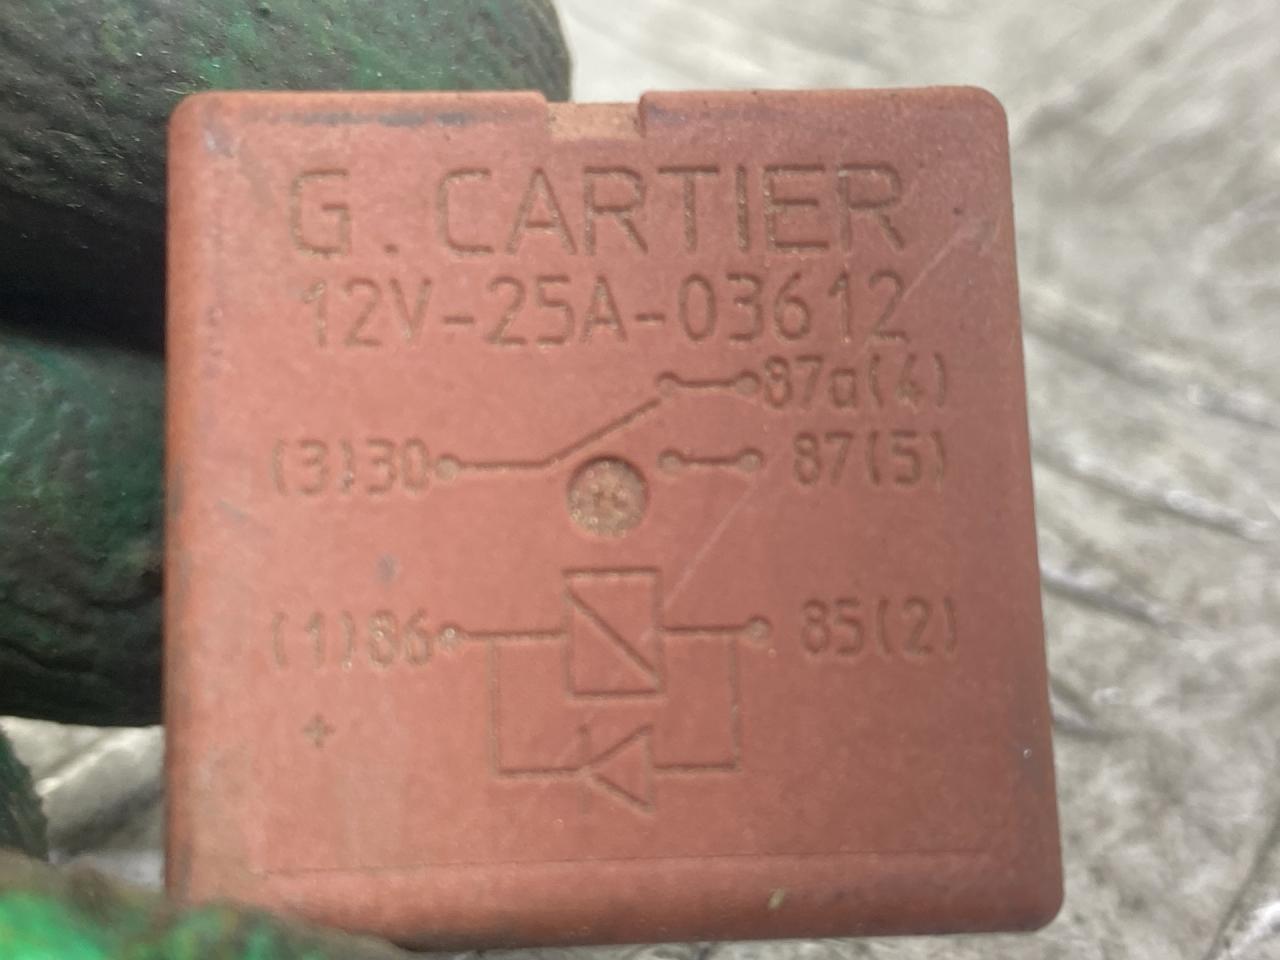 G. CARTIER
12V-25A-03612
87a(4)
(3)30 87(5)
(1)86 85(2)
+